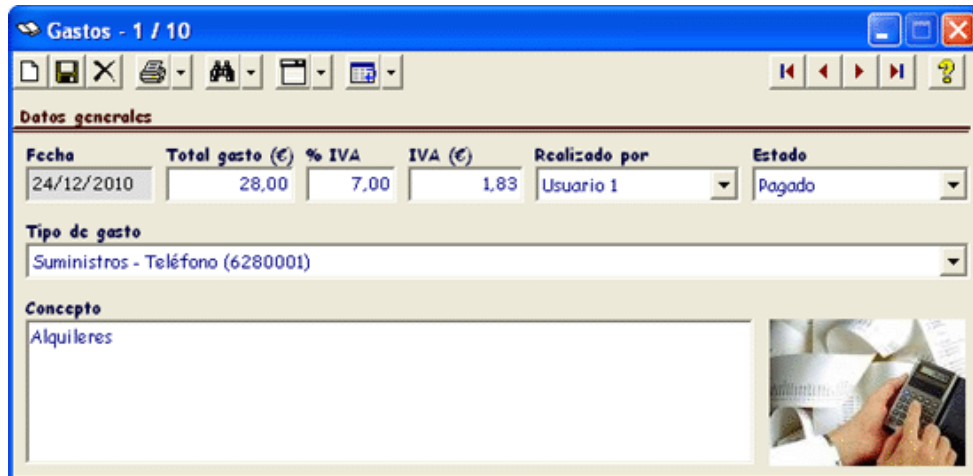 Gastos - 1 / 10
Datos generales
Fecha Total gasto (€) % IVA IVA (€) Realizado por Estado
24/12/2010 28,00 7,00 1,83 Usuario 1 Pagado
Tipo de gasto
Suministros - Teléfono (6280001)
Concepto
Alquileres